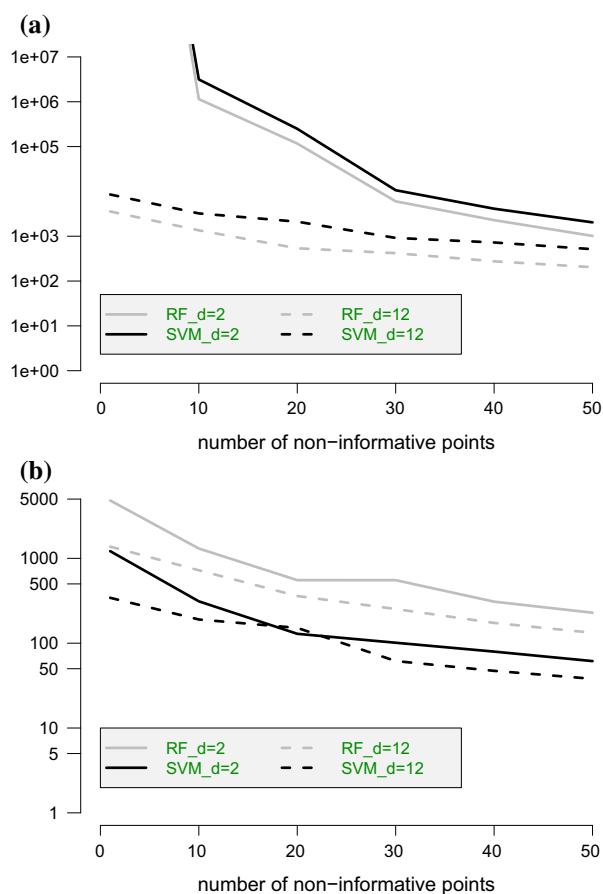 (a)
1e+07
1e+06
1e+05
1e+03
1e+02
1e+01
1e+00
RF_d=2 RF_d=12
SVM_d=2 SVM_d=12
0 10 20 30 40 50
number of non-informative points
(b)
5000
1000
500
100
50
10
5
1
RF_d=2 RF_d=12
SVM_d=2 SVM_d=12
0 10 20 30 40 50
number of non-informative points